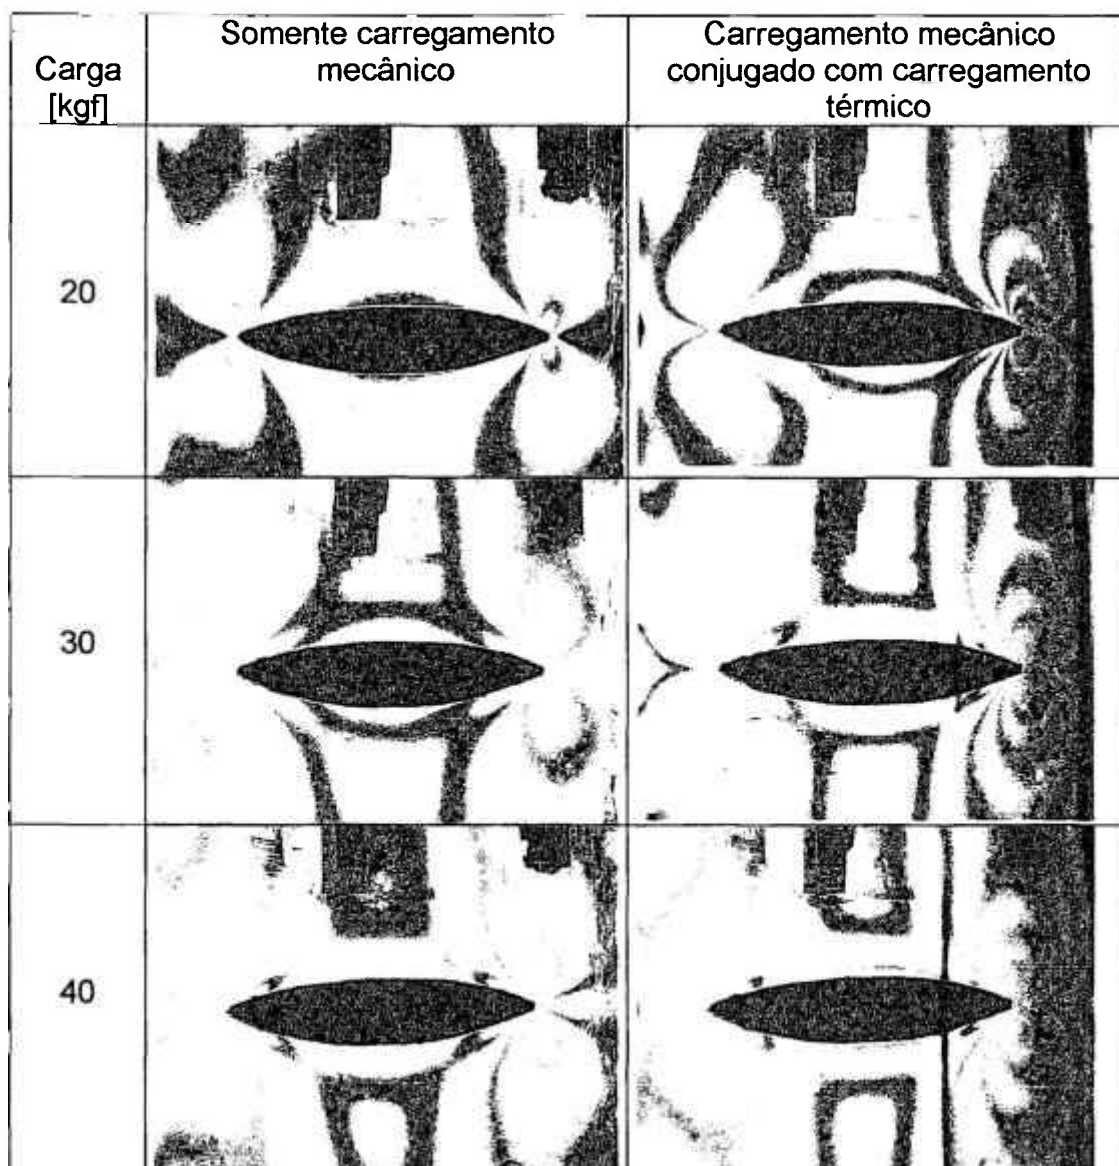 Carga
[kgf]
Somente carregamento
mecânico
Carregamento mecânico
conjugado com carregamento
térmico
20
30
40